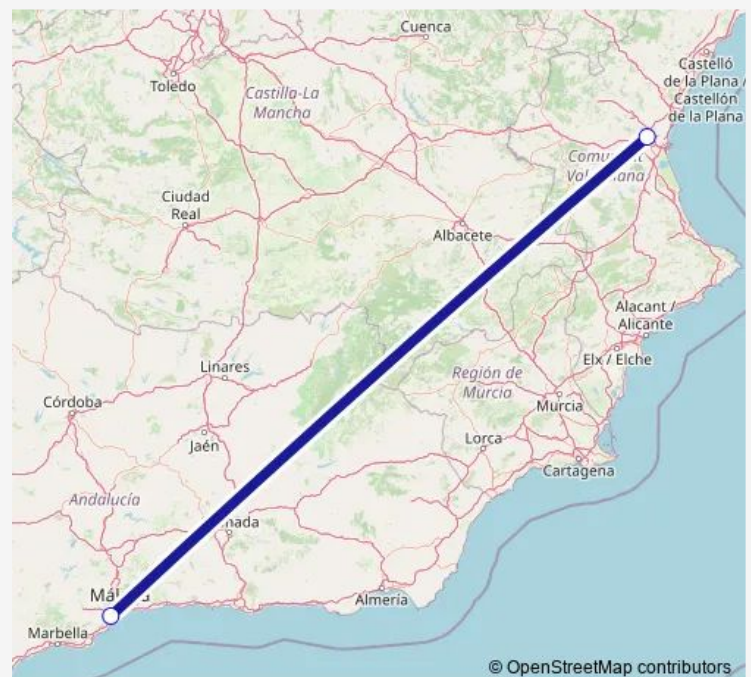 Cuenca
Castelló
de la Plana /
Castellón
de la Plana
Toledo
Castilla-La
Mancha
Ciudad
Real
Albacete
Alacant /
Alicante
Elx / Elche
Linares
Región de
Murcia
Córdoba
Murcia
Jaén
Lorca
Cartagena
Andalucía
Almería
Marbella
© OpenStreetMap contributors